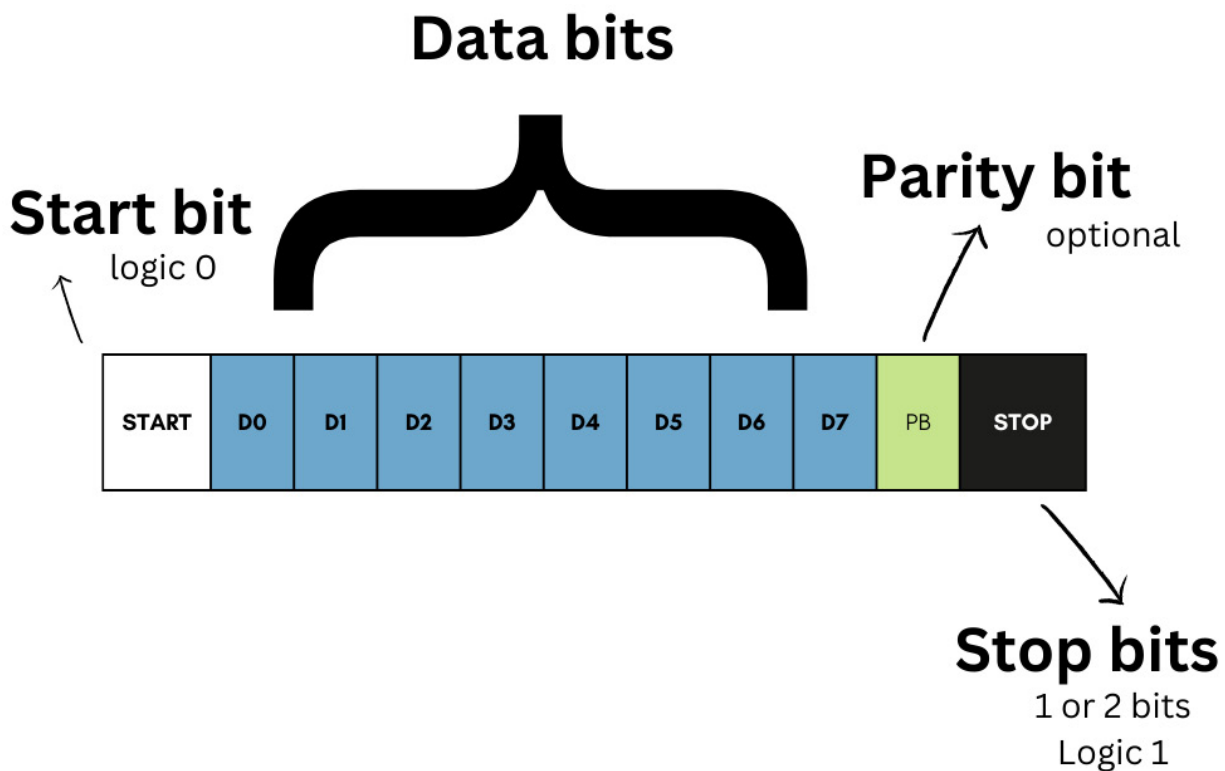 Data bits
Parity bit
optional
Start bit
logic 0
START D0 D1 D2 D3 D4 D5 D6 D7 PB STOP
Stop bits
1 or 2 bits
Logic 1